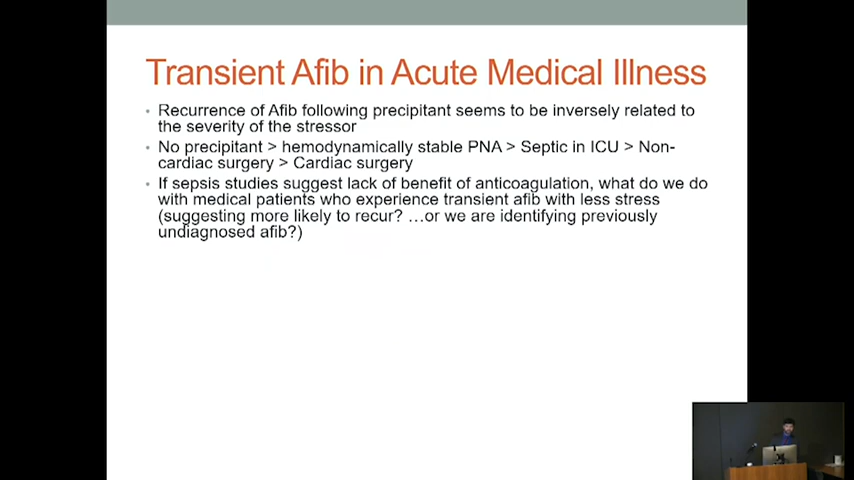 Transient Afib in Acute Medical Illness
• Recurrence of Afib following precipitant seems to be inversely related to
the severity of the stressor
• No precipitant > hemodynamically stable PNA > Septic in ICU > Non-
cardiac surgery > Cardiac surgery
• If sepsis studies suggest lack of benefit of anticoagulation, what do we do
with medical patients who experience transient afib with less stress
(suggesting more likely to recur? …or we are identifying previously
undiagnosed afib?)